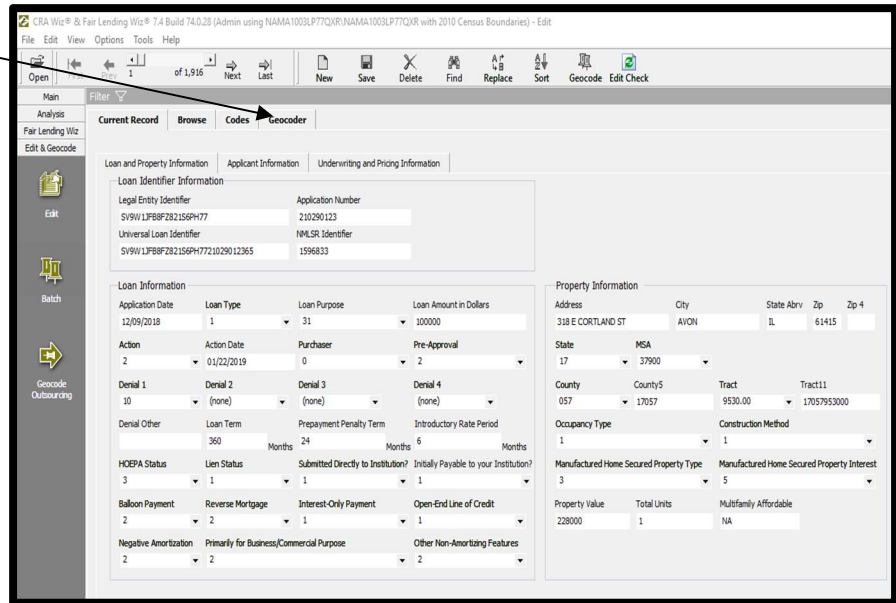 CRA Wiz® & Fair Lending Wiz® 7.4 Build 74.0.28 (Admin using NAMA1003LP77QXR\NAMA1003LP77QXR with 2010 Census Boundaries) - Edit
File Edit View Options Tools Help
Open First Prev 1 of 1,916 Next Last New Save Delete Find Replace Sort Geocode Edit Check
Main Filter
Analysis
Fair Lending Wiz
Edit & Geocode
Edit
Batch
Geocode
Outsourcing
Current Record Browse Codes Geocoder
Loan and Property Information Applicant Information Underwriting and Pricing Information
Loan Identifier Information
Legal Entity Identifier Application Number
SV9W1JFB8FZ821S6PH77 210290123
Universal Loan Identifier NMLSR Identifier
SV9W1JFB8FZ821S6PH7721029012365 1596833
Loan Information
Application Date Loan Type Loan Purpose Loan Amount in Dollars
12/09/2018 1 31 100000
Action Action Date Purchaser Pre-Approval
2 01/22/2019 0 2
Denial 1 Denial 2 Denial 3 Denial 4
10 (none) (none) (none)
Denial Other Loan Term Prepayment Penalty Term Introductory Rate Period
360 Months 24 Months 6 Months
HOEPA Status Lien Status Submitted Directly to Institution? Initially Payable to your Institution?
3 1 1 1
Balloon Payment Reverse Mortgage Interest-Only Payment Open-End Line of Credit
2 2 1 1
Negative Amortization Primarily for Business/Commercial Purpose Other Non-Amortizing Features
2 2 2
Property Information
Address City State Abrv Zip Zip 4
318 E CORTLAND ST AVON IL 61415
State MSA
17 37900
County County5 Tract Tract11
057 17057 9530.00 17057953000
Occupancy Type Construction Method
1 1
Manufactured Home Secured Property Type Manufactured Home Secured Property Interest
3 5
Property Value Total Units Multifamily Affordable
228000 1 NA